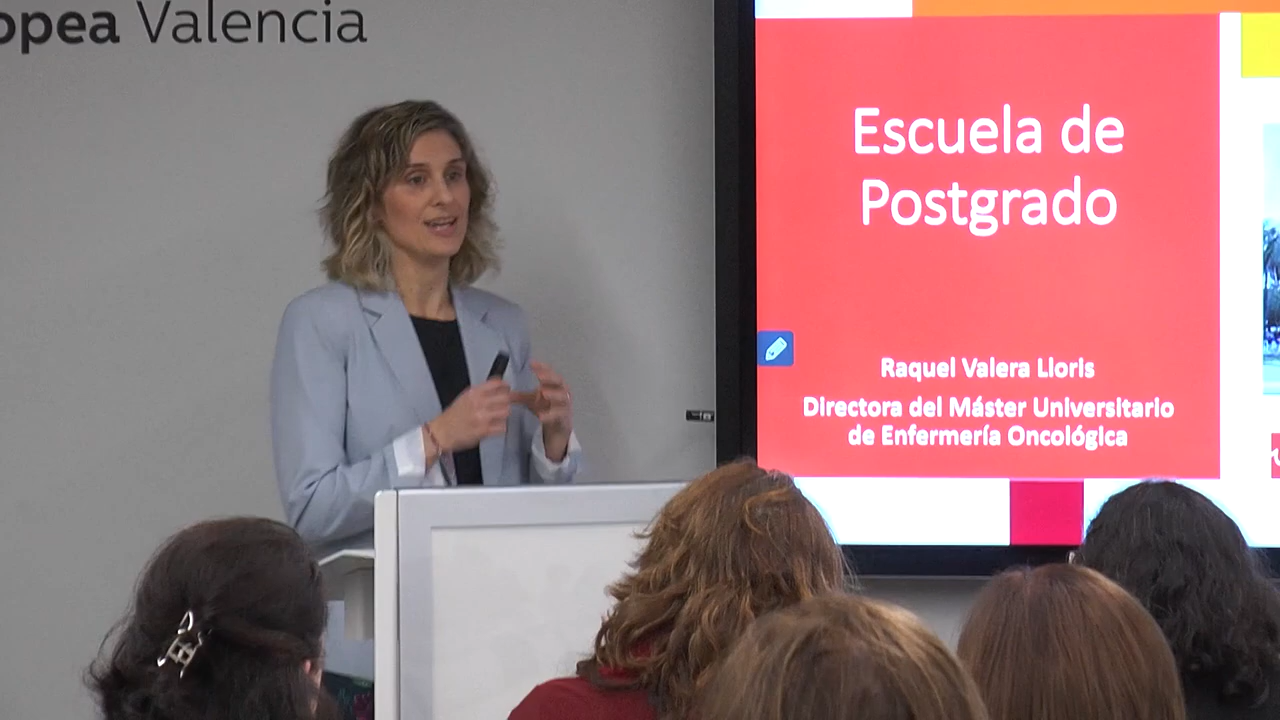 opea Valencia
Escuela de
Postgrado
Raquel Valera Lloris
Directora del Máster Universitario
de Enfermería Oncológica